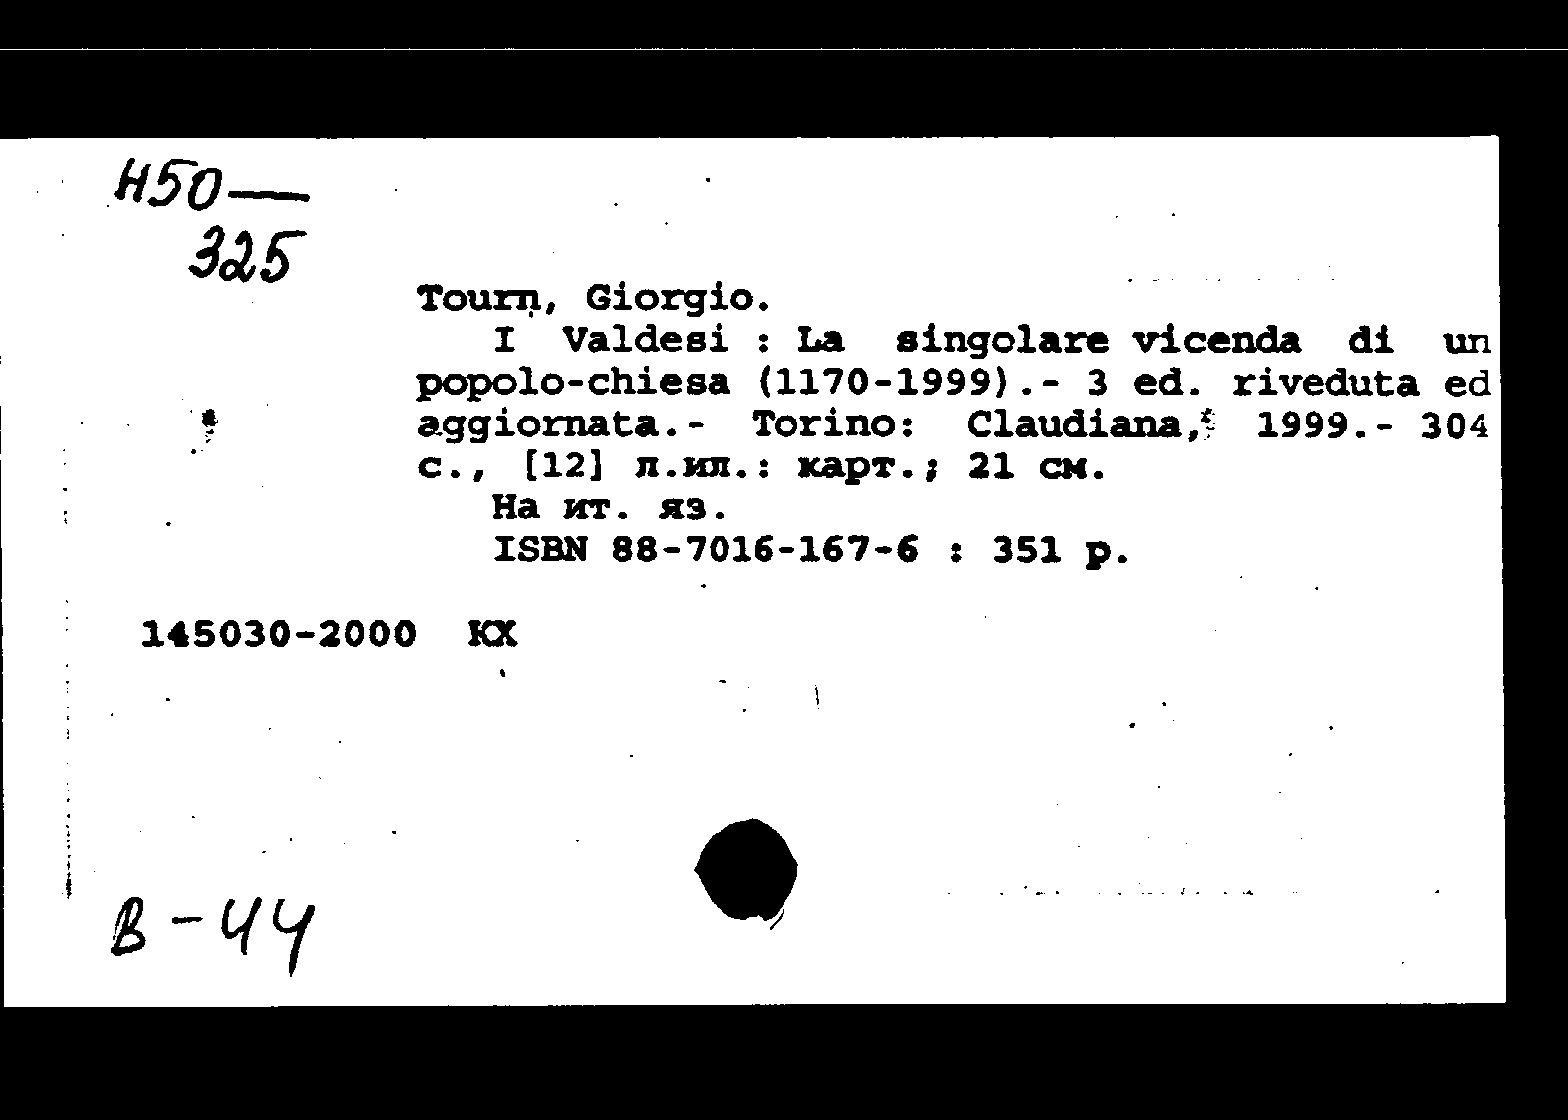 Н50—
325
Tourn, Giorgio.
I Valdesi : La singolare vicenda di un
popolo-chiesa (1170-1999).- 3 ed. riveduta ed
aggiornata.- Torino: Claudiana, 1999.- 304
с., [12] л.ил.: карт.; 21 см.
На ит. яз.
ISBN 88-7016-167-6 : 351 р.
145030-2000 КХ
В-44